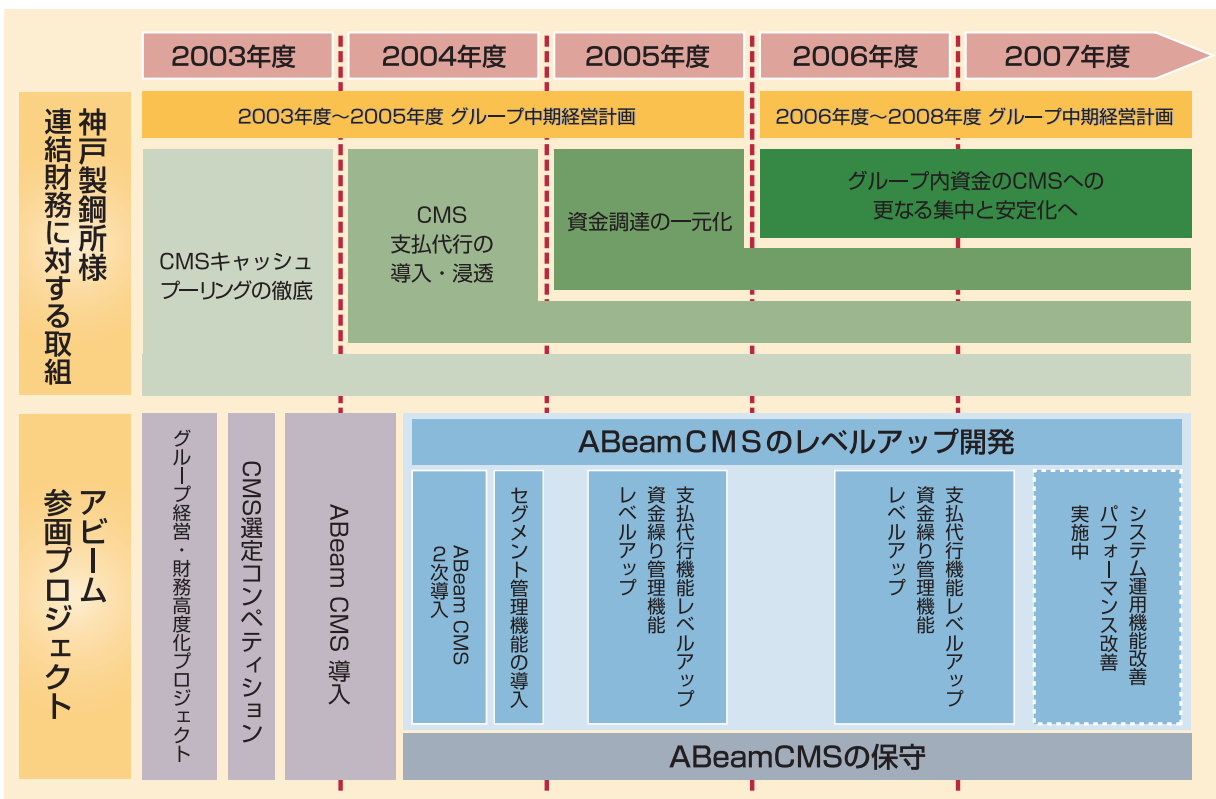 2003年度
2004年度
2005年度
2006年度
2007年度
神戸製鋼所様
連結財務に対する取組
2003年度～2005年度 グループ中期経営計画
2006年度～2008年度 グループ中期経営計画
CMSキャッシュ
プーリングの徹底
CMS
支払代行の
導入・浸透
資金調達の一元化
グループ内資金のCMSへの
更なる集中と安定化へ
アビーム
参画プロジェクト
グループ経営・財務高度化プロジェクト
CMS選定コンペティション
ABeam CMS 導入
ABeamＣＭＳのレベルアップ開発
ABeam CMS
2次導入
セグメント管理機能の導入
支払代行機能レベルアップ
資金繰り管理機能
レベルアップ
支払代行機能レベルアップ
資金繰り管理機能
レベルアップ
システム運用機能改善
パフォーマンス改善
実施中
ABeamCMSの保守